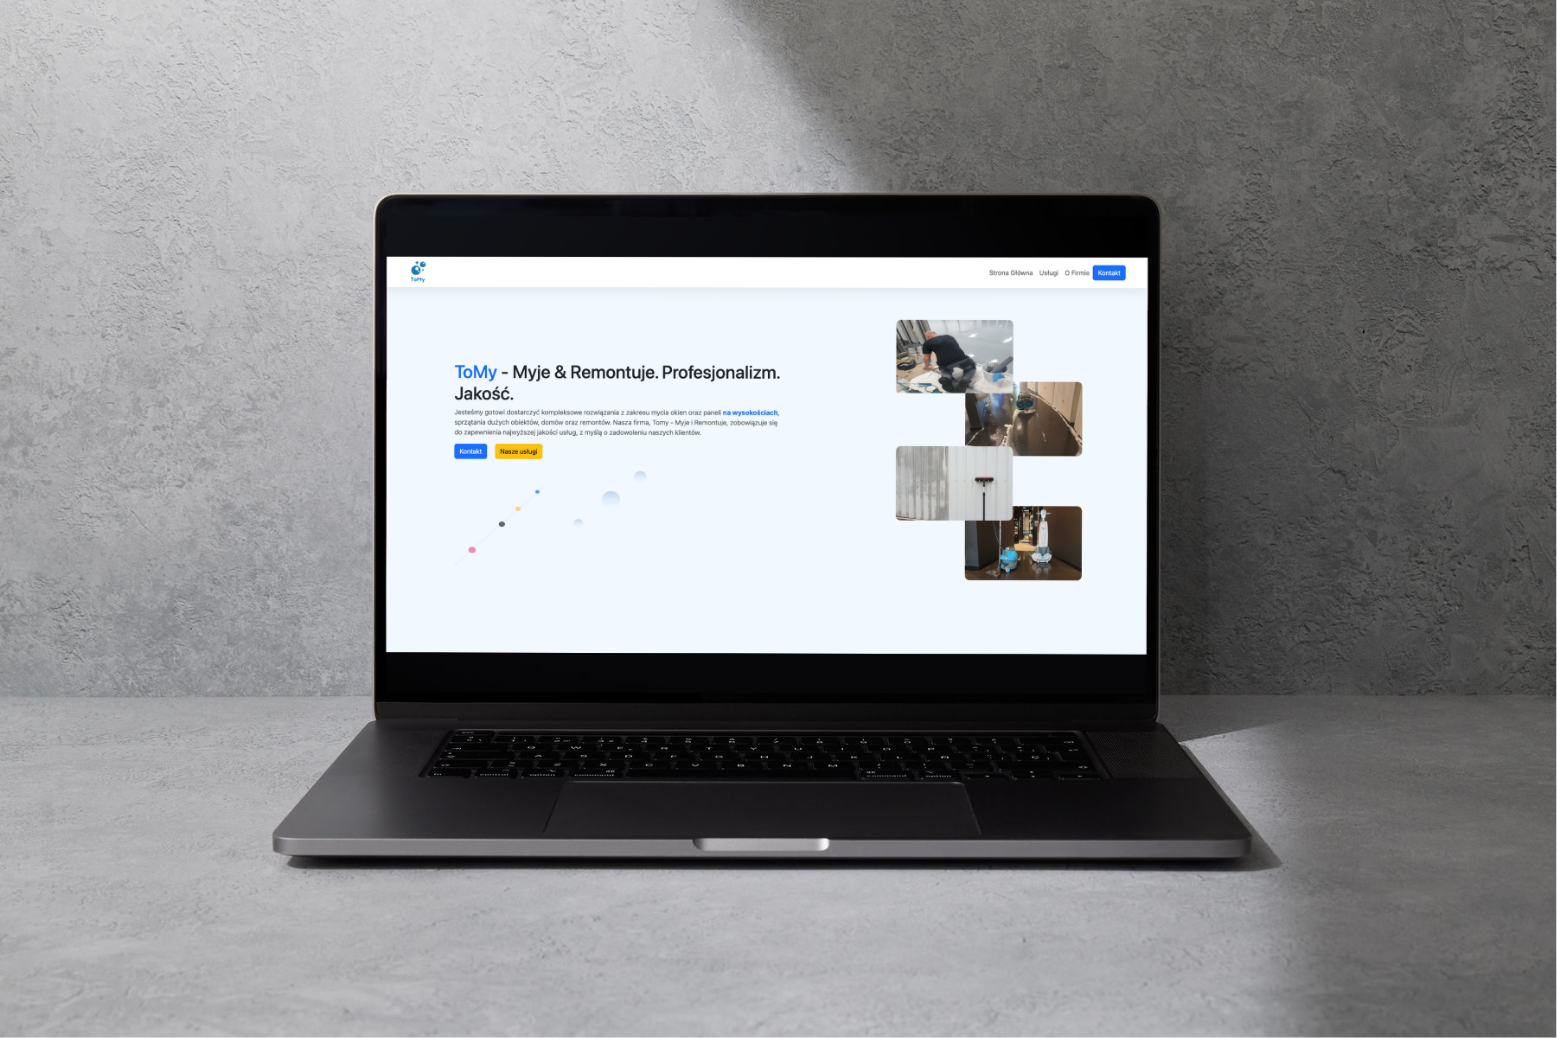 ToMy
Strona Główna Usługi O Firmie Kontakt
ToMy - Myje & Remontuje. Profesjonalizm.
Jakość.
Jesteśmy gotowi dostarczyć kompleksowe rozwiązania z zakresu mycia okien oraz paneli na wysokościach,
sprzątania dużych obiektów, domów oraz remontów. Nasza firma, Tomy - Myje i Remontuje, zobowiązuje się
do zapewnienia najwyższej jakości usług, z myślą o zadowoleniu naszych klientów.
Kontakt Nasze usługi
command option